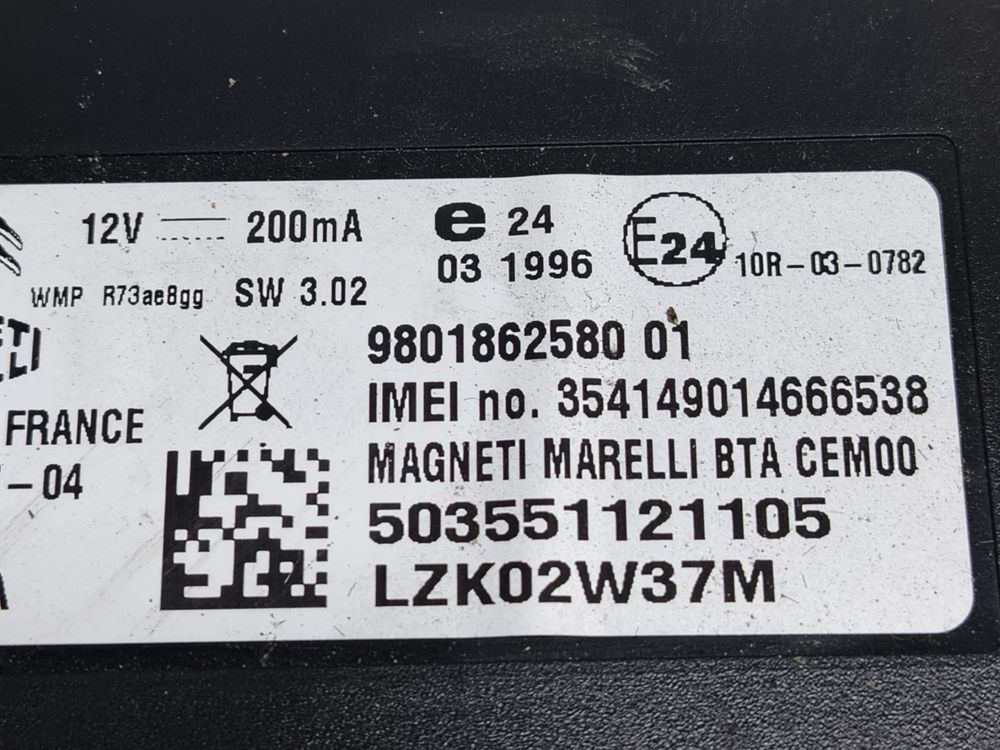 12V 200mA e 24
03 1996
E24 10R-03-0782
WMP R73ae8gg SW 3.02
9801862580 01
IMEI no. 354149014666538
FRANCE
MAGNETI MARELLI BTA CEM00
-04
503551121105
LZK02W37M